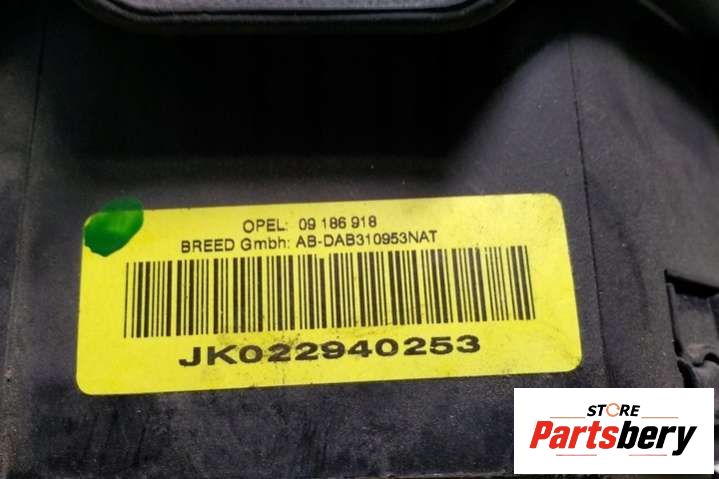 OPEL: 09 186 918
BREED Gmbh: AB-DAB310953NAT
JK022940253
STORE
Partsbery